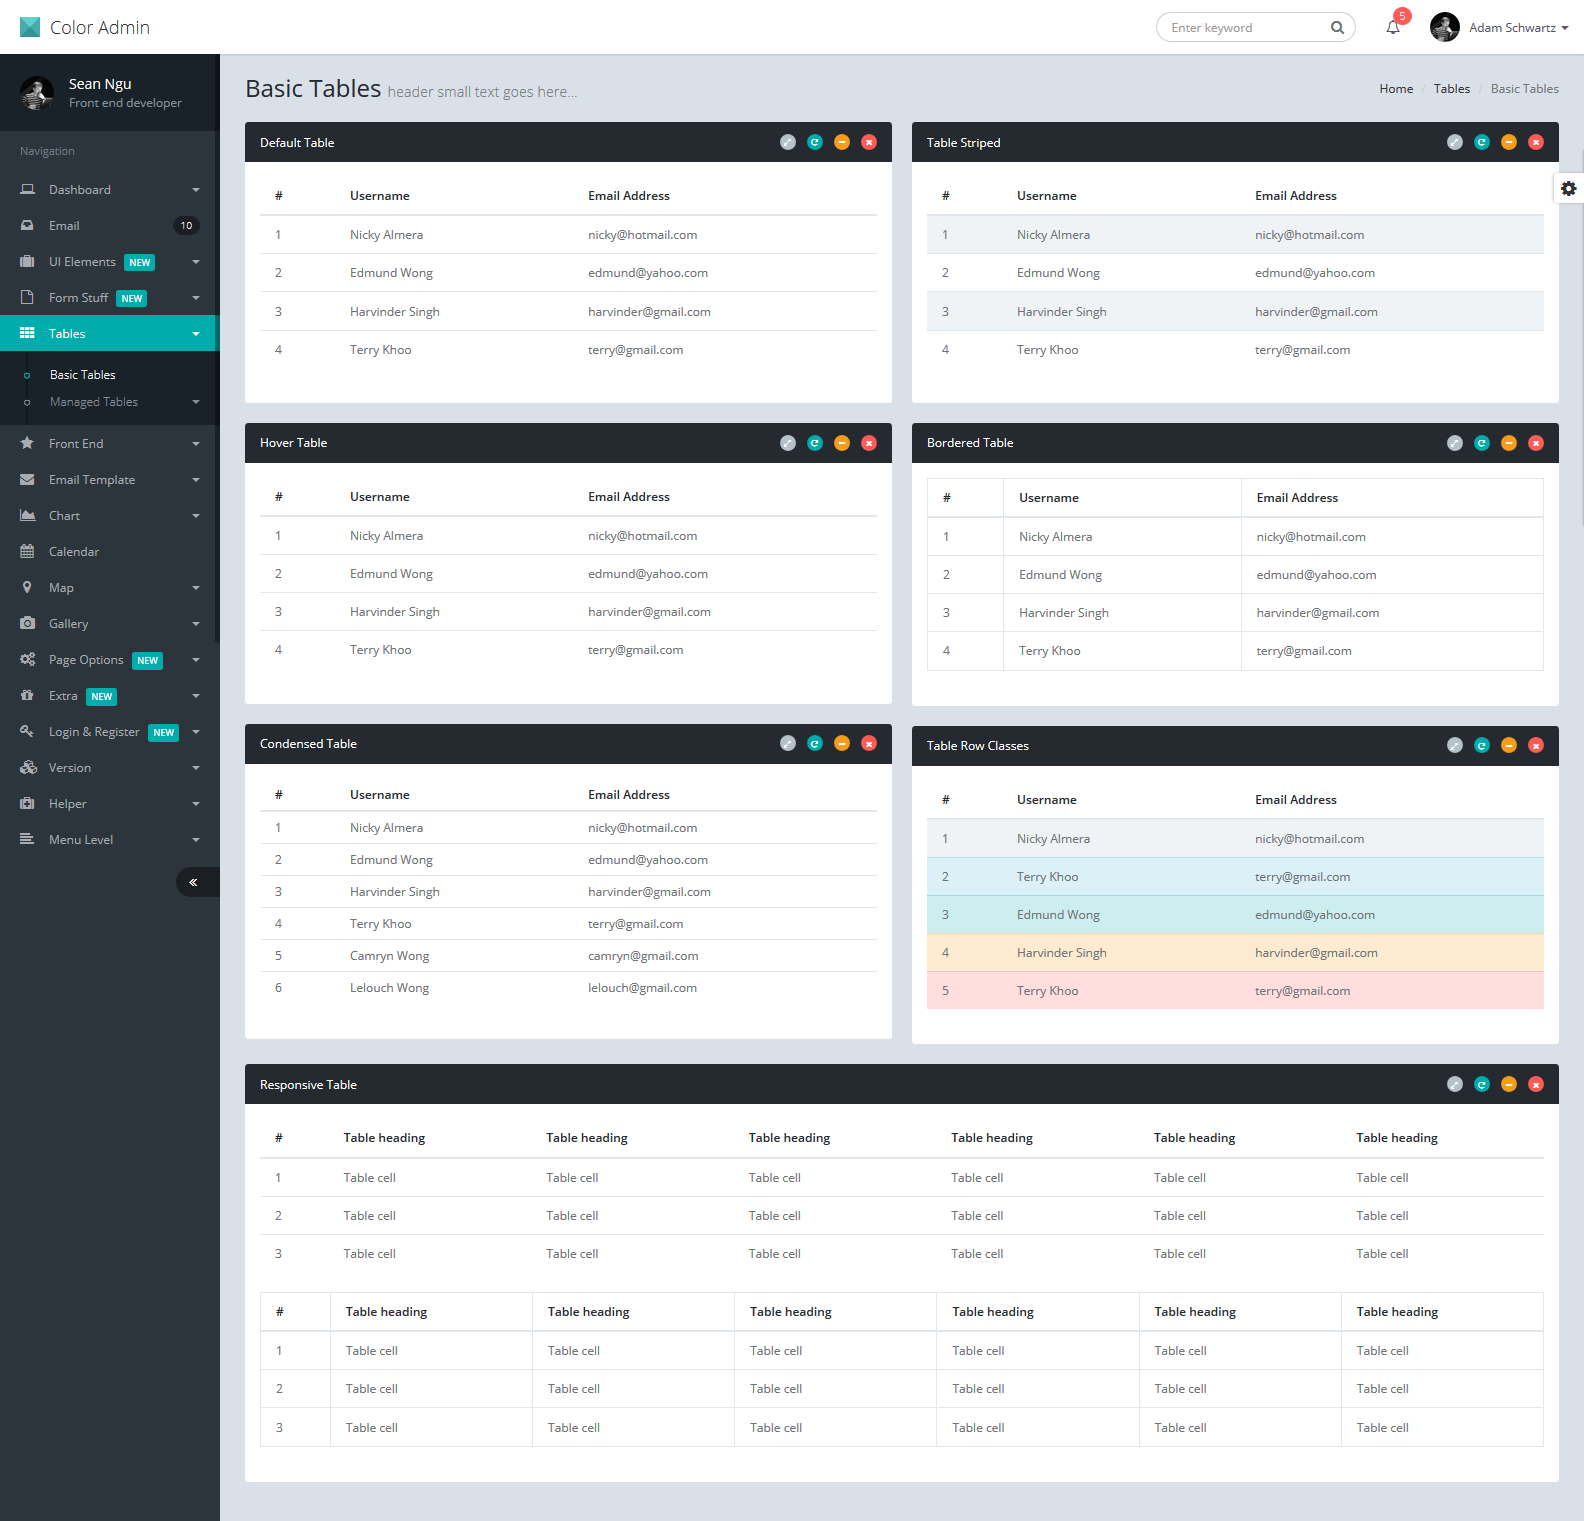 Color Admin
Enter keyword
5
Adam Schwartz
Sean Ngu
Front end developer
Navigation
Dashboard
Email 10
UI Elements NEW
Form Stuff NEW
Tables
Basic Tables
Managed Tables
Front End
Email Template
Chart
Calendar
Map
Gallery
Page Options NEW
Extra NEW
Login & Register NEW
Version
Helper
Menu Level
Basic Tables header small text goes here...
Home / Tables / Basic Tables
Default Table
# Username Email Address
1 Nicky Almera nicky@hotmail.com
2 Edmund Wong edmund@yahoo.com
3 Harvinder Singh harvinder@gmail.com
4 Terry Khoo terry@gmail.com
Table Striped
# Username Email Address
1 Nicky Almera nicky@hotmail.com
2 Edmund Wong edmund@yahoo.com
3 Harvinder Singh harvinder@gmail.com
4 Terry Khoo terry@gmail.com
Hover Table
# Username Email Address
1 Nicky Almera nicky@hotmail.com
2 Edmund Wong edmund@yahoo.com
3 Harvinder Singh harvinder@gmail.com
4 Terry Khoo terry@gmail.com
Bordered Table
# Username Email Address
1 Nicky Almera nicky@hotmail.com
2 Edmund Wong edmund@yahoo.com
3 Harvinder Singh harvinder@gmail.com
4 Terry Khoo terry@gmail.com
Condensed Table
# Username Email Address
1 Nicky Almera nicky@hotmail.com
2 Edmund Wong edmund@yahoo.com
3 Harvinder Singh harvinder@gmail.com
4 Terry Khoo terry@gmail.com
5 Camryn Wong camryn@gmail.com
6 Lelouch Wong lelouch@gmail.com
Table Row Classes
# Username Email Address
1 Nicky Almera nicky@hotmail.com
2 Terry Khoo terry@gmail.com
3 Edmund Wong edmund@yahoo.com
4 Harvinder Singh harvinder@gmail.com
5 Terry Khoo terry@gmail.com
Responsive Table
# Table heading Table heading Table heading Table heading Table heading Table heading
1 Table cell Table cell Table cell Table cell Table cell Table cell
2 Table cell Table cell Table cell Table cell Table cell Table cell
3 Table cell Table cell Table cell Table cell Table cell Table cell
# Table heading Table heading Table heading Table heading Table heading Table heading
1 Table cell Table cell Table cell Table cell Table cell Table cell
2 Table cell Table cell Table cell Table cell Table cell Table cell
3 Table cell Table cell Table cell Table cell Table cell Table cell